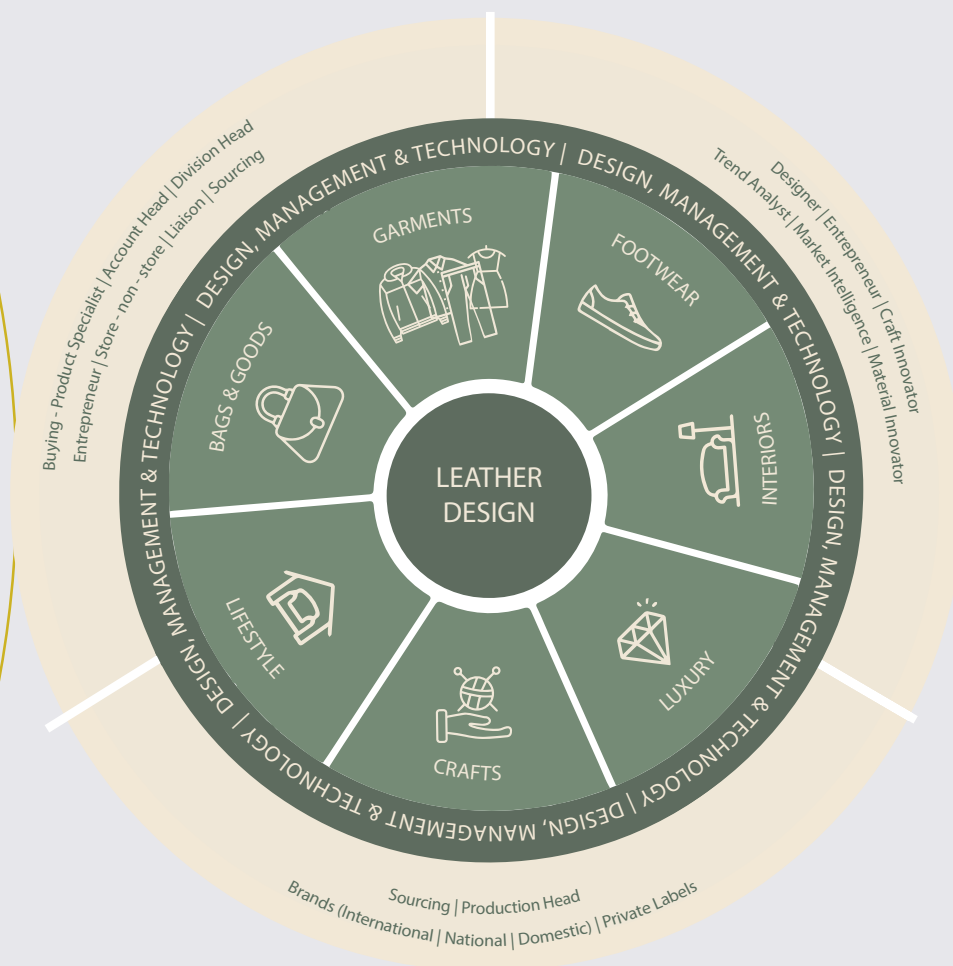 Buying - Product Specialist | Account Head | Division Head
Entrepreneur | Store - non - store | Liaison | Sourcing
Designer | Entrepreneur | Craft Innovator
Trend Analyst | Market Intelligence | Material Innovator
DESIGN, MANAGEMENT & TECHNOLOGY |
DESIGN, MANAGEMENT & TECHNOLOGY |
DESIGN, MANAGEMENT & TECHNOLOGY |
DESIGN, MANAGEMENT & TECHNOLOGY |
DESIGN, MANAGEMENT & TECHNOLOGY |
GARMENTS
FOOTWEAR
INTERIORS
LUXURY
CRAFTS
LIFESTYLE
BAGS & GOODS
LEATHER
DESIGN
Sourcing | Production Head
Brands (International | National | Domestic) | Private Labels